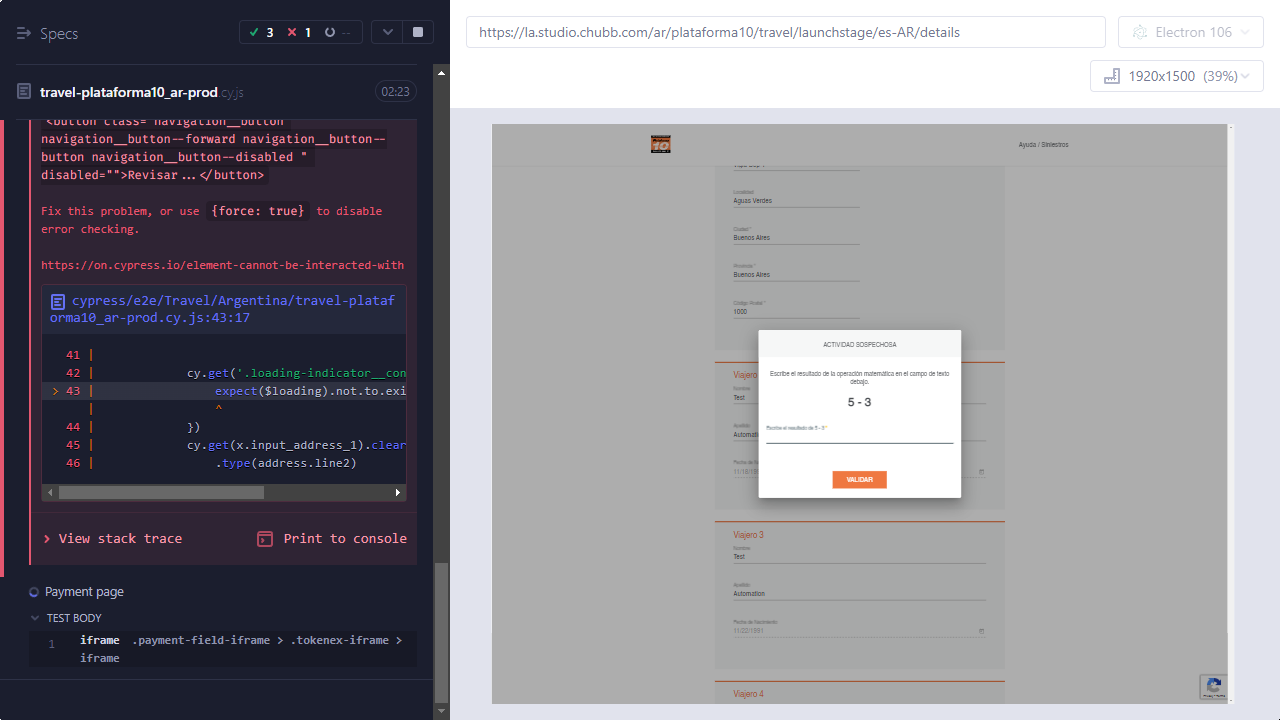 Specs
3
1
--
https://la.studio.chubb.com/ar/plataforma10/travel/launchstage/es-AR/details
Electron 106
1920x1500 (39%)
travel-plataforma10_ar-prod.cy.js
02:23
<button class="navigation__button
navigation__button--forward navigation__button--
button navigation__button--disabled "
disabled="">Revisar...</button>
Fix this problem, or use {force: true} to disable
error checking.
https://on.cypress.io/element-cannot-be-interacted-with
cypress/e2e/Travel/Argentina/travel-plataf
orma10_ar-prod.cy.js:43:17
41 |
42 | cy.get('.loading-indicator__con
> 43 | expect($loading).not.to.exi
| ^
44 | })
45 | cy.get(x.input_address_1).clear
46 | .type(address.line2)
View stack trace
Print to console
Payment page
TEST BODY
1 iframe .payment-field-iframe > .tokenex-iframe >
iframe
10
Ayuda / Siniestros
Localidad
Aguas Verdes
Ciudad *
Buenos Aires
Provincia *
Buenos Aires
Código Postal *
1000
Viajero
Nombre
Test
Apellido
Automati
Fecha de N
11/18/19
ACTIVIDAD SOSPECHOSA
Escribe el resultado de la operación matemática en el campo de texto
debajo.
5 - 3
Escribe el resultado de 5 - 3 *
VALIDAR
Viajero 3
Nombre
Test
Apellido
Automation
Fecha de Nacimiento
11/22/1991
Viajero 4